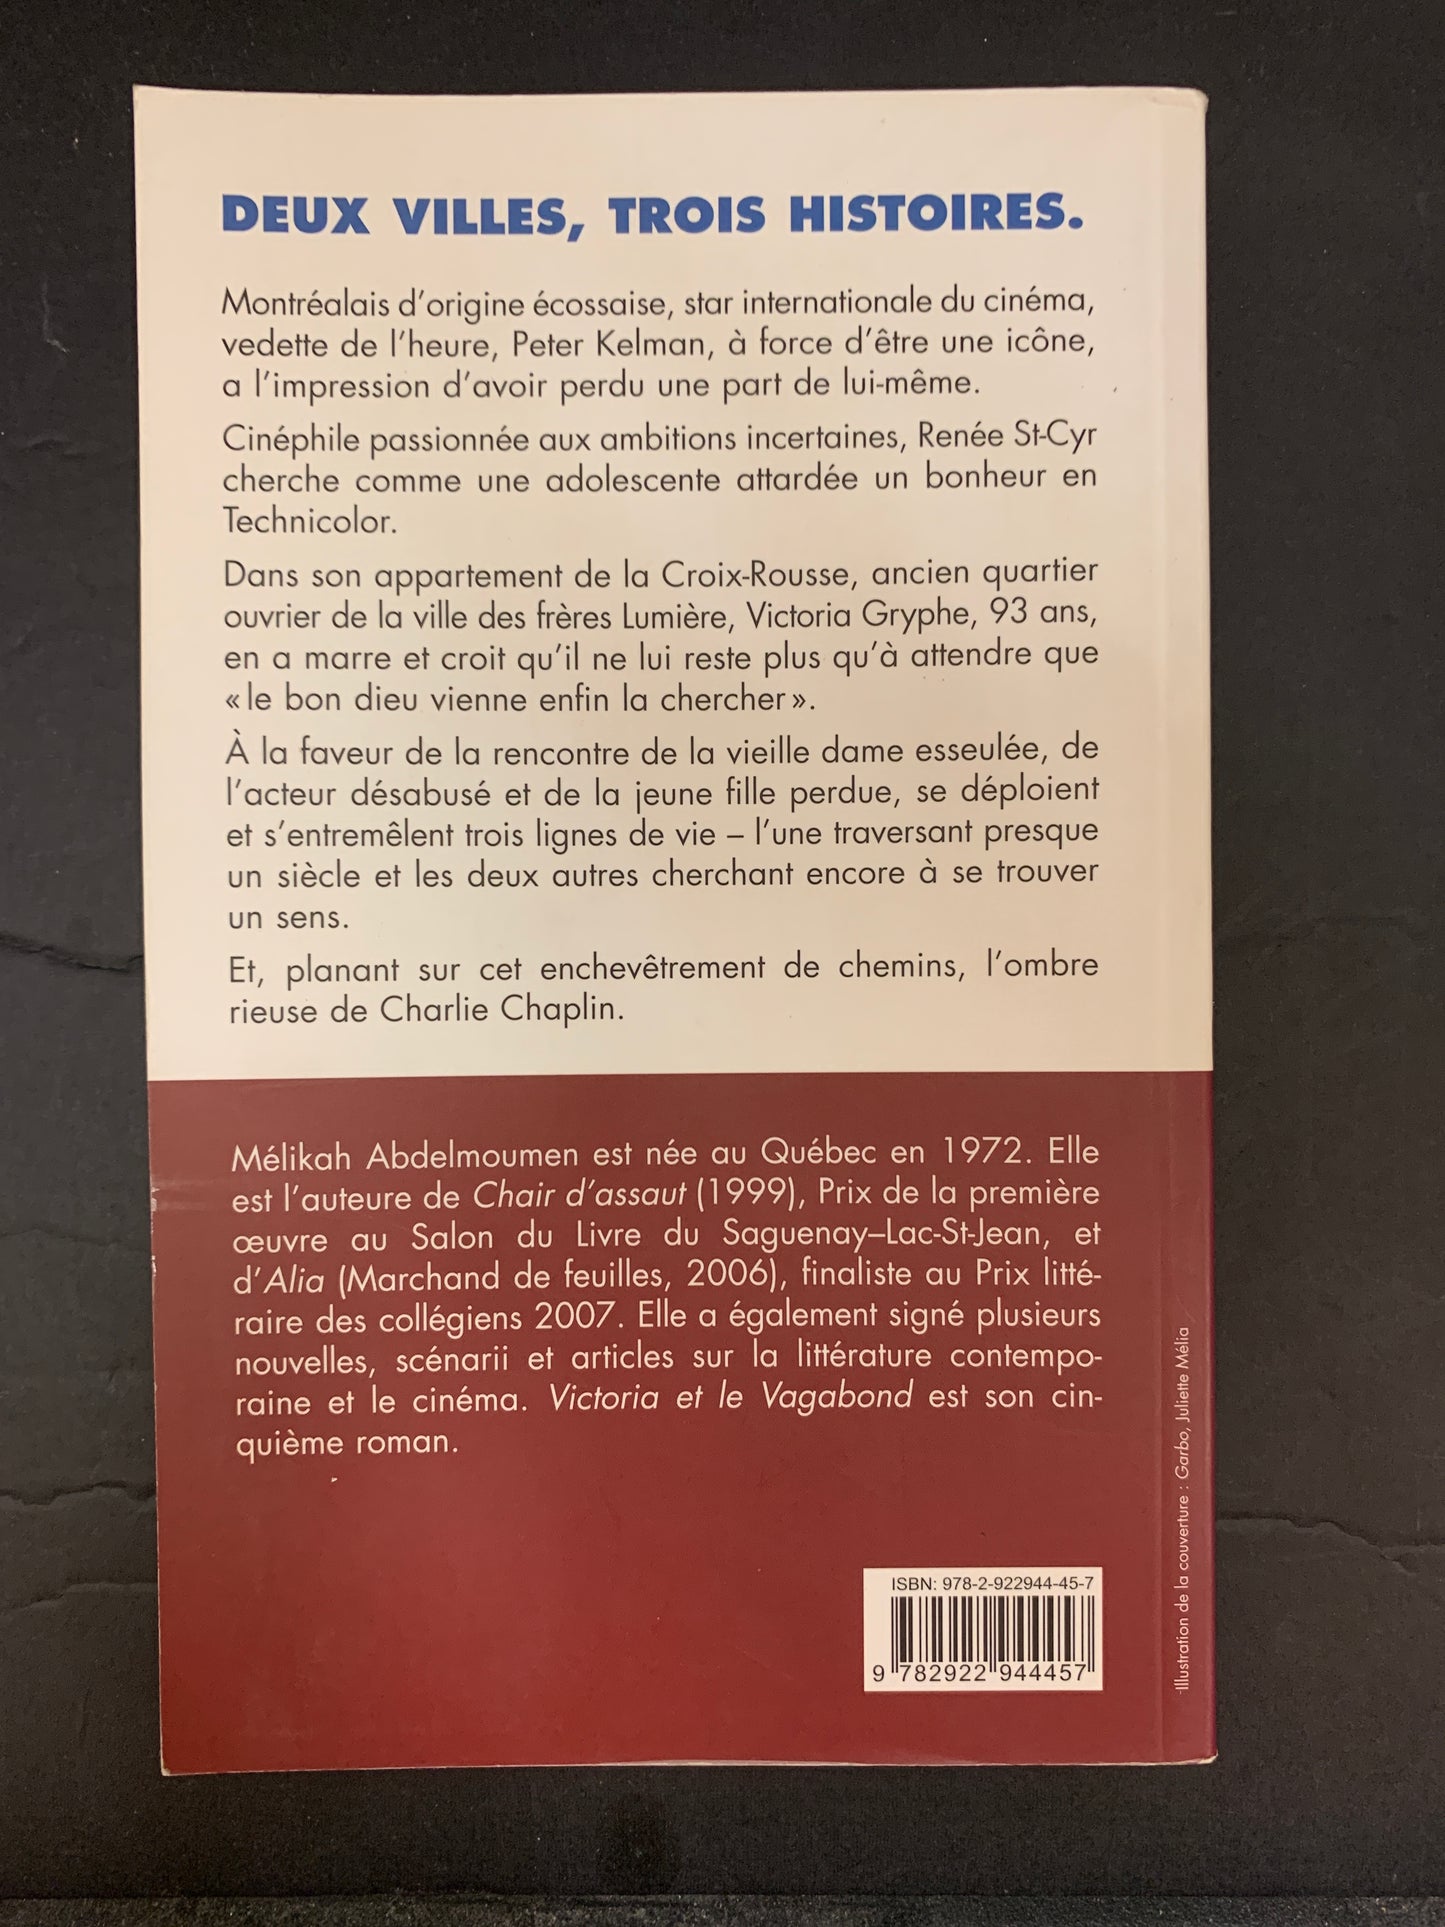 DEUX VILLES, TROIS HISTOIRES.
Montréalais d'origine écossaise, star internationale du cinéma,
vedette de l'heure, Peter Kelman, à force d'être une icône,
a l'impression d'avoir perdu une part de lui-même.
Cinéphile passionnée aux ambitions incertaines, Renée St-Cyr
cherche comme une adolescente attardée un bonheur en
Technicolor.
Dans son appartement de la Croix-Rousse, ancien quartier
ouvrier de la ville des frères Lumière, Victoria Gryphe, 93 ans,
en a marre et croit qu'il ne lui reste plus qu'à attendre que
« le bon dieu vienne enfin la chercher ».
À la faveur de la rencontre de la vieille dame esseulée, de
l'acteur désabusé et de la jeune fille perdue, se déploient
et s'entremêlent trois lignes de vie – l'une traversant presque
un siècle et les deux autres cherchant encore à se trouver
un sens.
Et, planant sur cet enchevêtrement de chemins, l'ombre
rieuse de Charlie Chaplin.
Mélikah Abdelmoumen est née au Québec en 1972. Elle
est l'auteure de Chair d'assaut (1999), Prix de la première
œuvre au Salon du Livre du Saguenay–Lac-St-Jean, et
d'Alia (Marchand de feuilles, 2006), finaliste au Prix litté-
raire des collégiens 2007. Elle a également signé plusieurs
nouvelles, scénarii et articles sur la littérature contempo-
raine et le cinéma. Victoria et le Vagabond est son cin-
quième roman.
Illustration de la couverture : Garbo, Juliette Mélia
ISBN: 978-2-922944-45-7
9 782922 944457